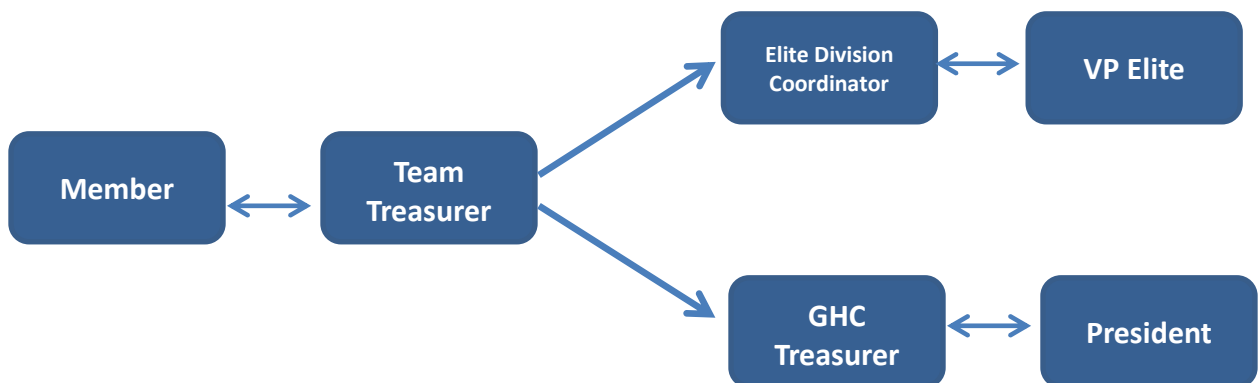 Member
Team
Treasurer
Elite Division
Coordinator
VP Elite
GHC
Treasurer
President